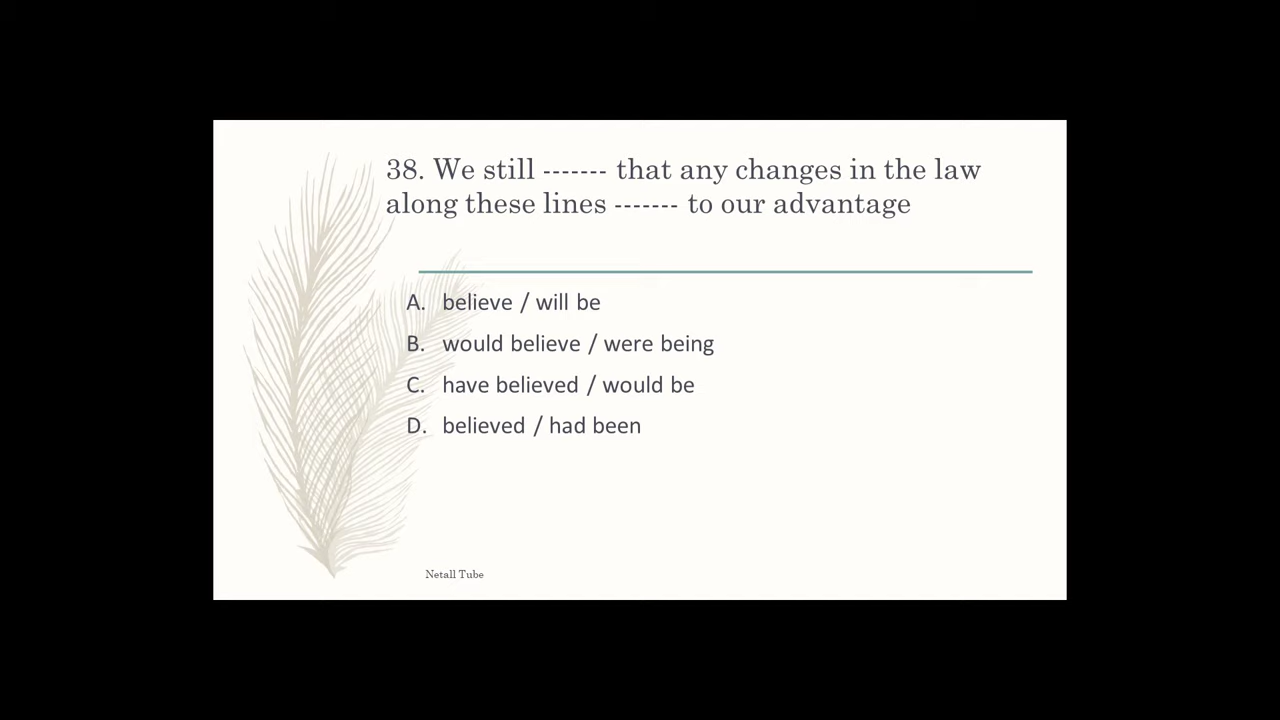 38. We still ------- that any changes in the law
along these lines ------- to our advantage
A. believe / will be
B. would believe / were being
C. have believed / would be
D. believed / had been
Netall Tube